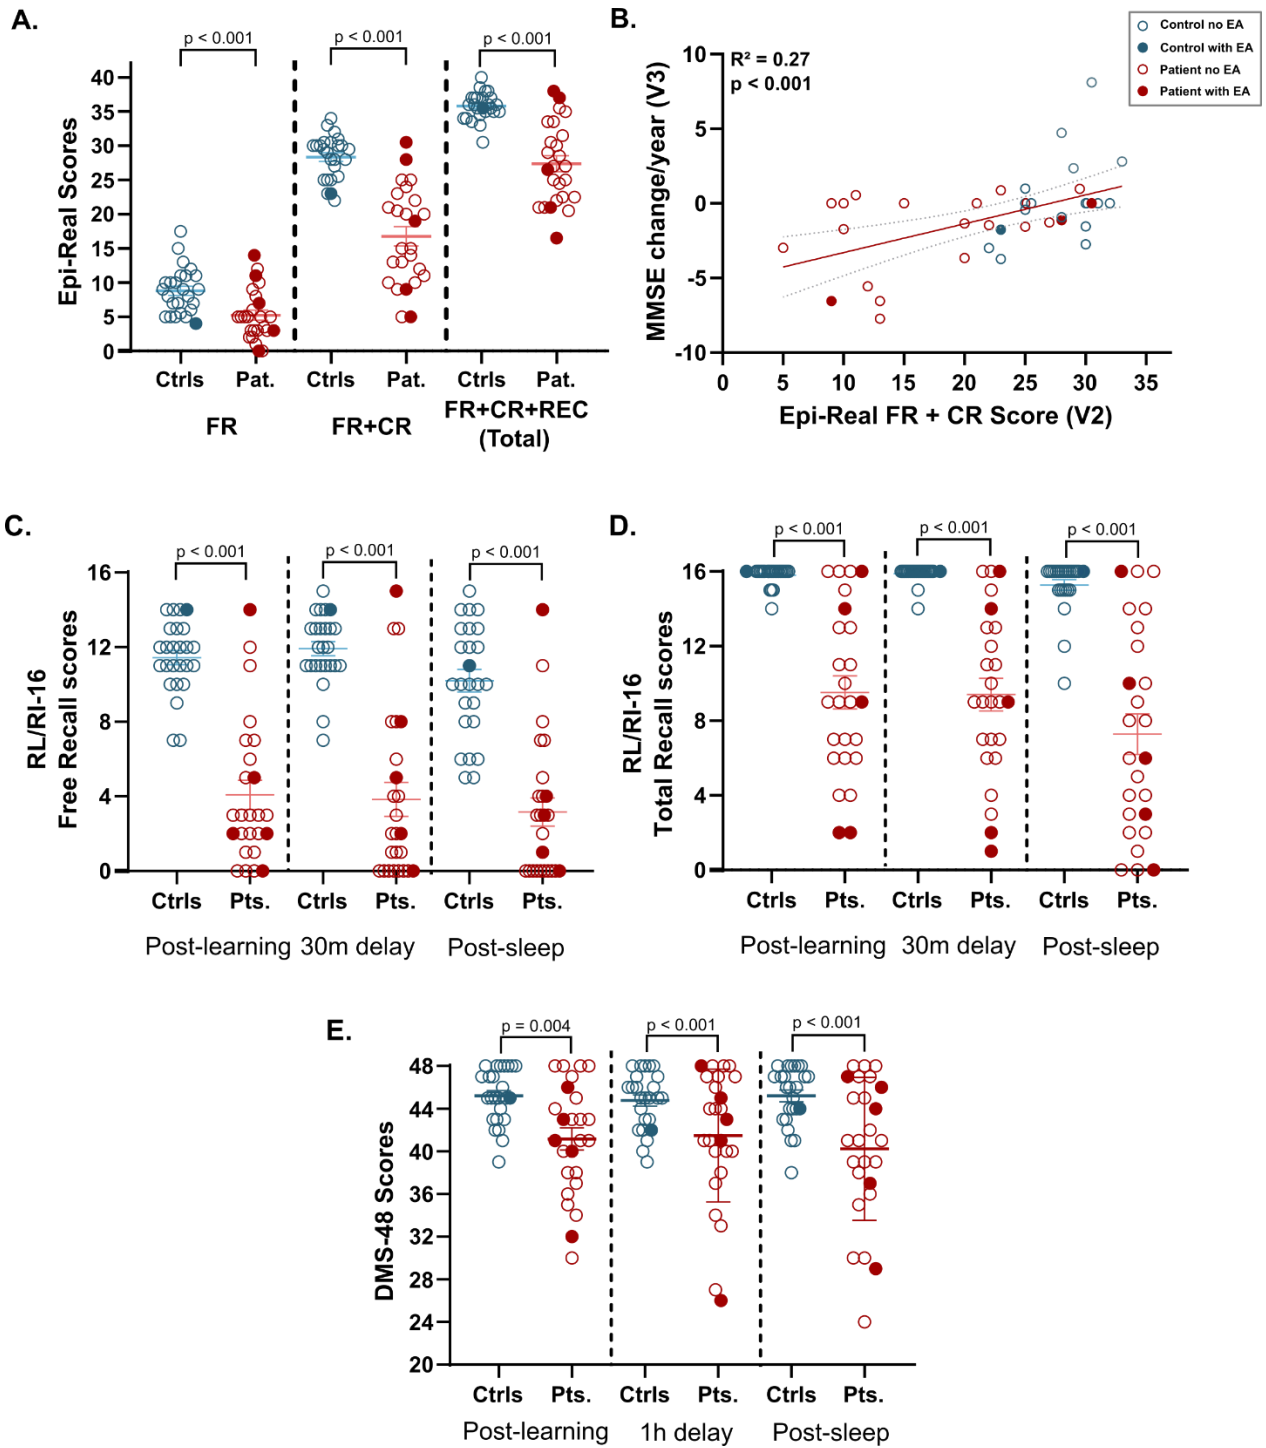 A.
p < 0.001
p < 0.001
p < 0.001
Epi-Real Scores
40
35
30
25
20
15
10
5
0
Ctrls
Pat.
Ctrls
Pat.
Ctrls
Pat.
FR
FR+CR
FR+CR+REC
(Total)
B.
R² = 0.27
p < 0.001
Control no EA
Control with EA
Patient no EA
Patient with EA
MMSE change/year (V3)
10
5
0
-5
-10
0
5
10
15
20
25
30
35
Epi-Real FR + CR Score (V2)
C.
p < 0.001
p < 0.001
p < 0.001
RL/RI-16
Free Recall scores
16
12
8
4
0
Ctrls
Pts.
Ctrls
Pts.
Ctrls
Pts.
Post-learning
30m delay
Post-sleep
D.
p < 0.001
p < 0.001
p < 0.001
RL/RI-16
Total Recall scores
16
12
8
4
0
Ctrls
Pts.
Ctrls
Pts.
Ctrls
Pts.
Post-learning
30m delay
Post-sleep
E.
p = 0.004
p < 0.001
p < 0.001
DMS-48 Scores
48
44
40
36
32
28
24
20
Ctrls
Pts.
Ctrls
Pts.
Ctrls
Pts.
Post-learning
1h delay
Post-sleep